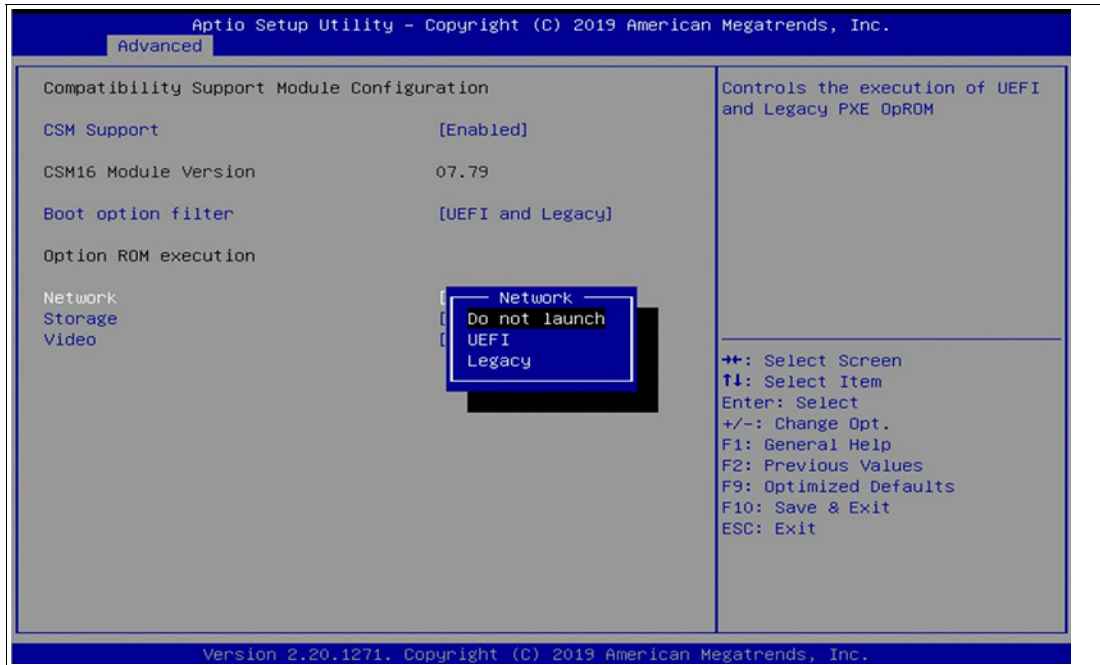 Aptio Setup Utility – Copyright (C) 2019 American Megatrends, Inc.
Advanced
Compatibility Support Module Configuration
CSM Support [Enabled]
CSM16 Module Version 07.79
Boot option filter [UEFI and Legacy]
Option ROM execution
Network [
Storage [
Video [
Network
Do not launch
UEFI
Legacy
Controls the execution of UEFI
and Legacy PXE OpROM
→←: Select Screen
↑↓: Select Item
Enter: Select
+/-: Change Opt.
F1: General Help
F2: Previous Values
F9: Optimized Defaults
F10: Save & Exit
ESC: Exit
Version 2.20.1271. Copyright (C) 2019 American Megatrends, Inc.